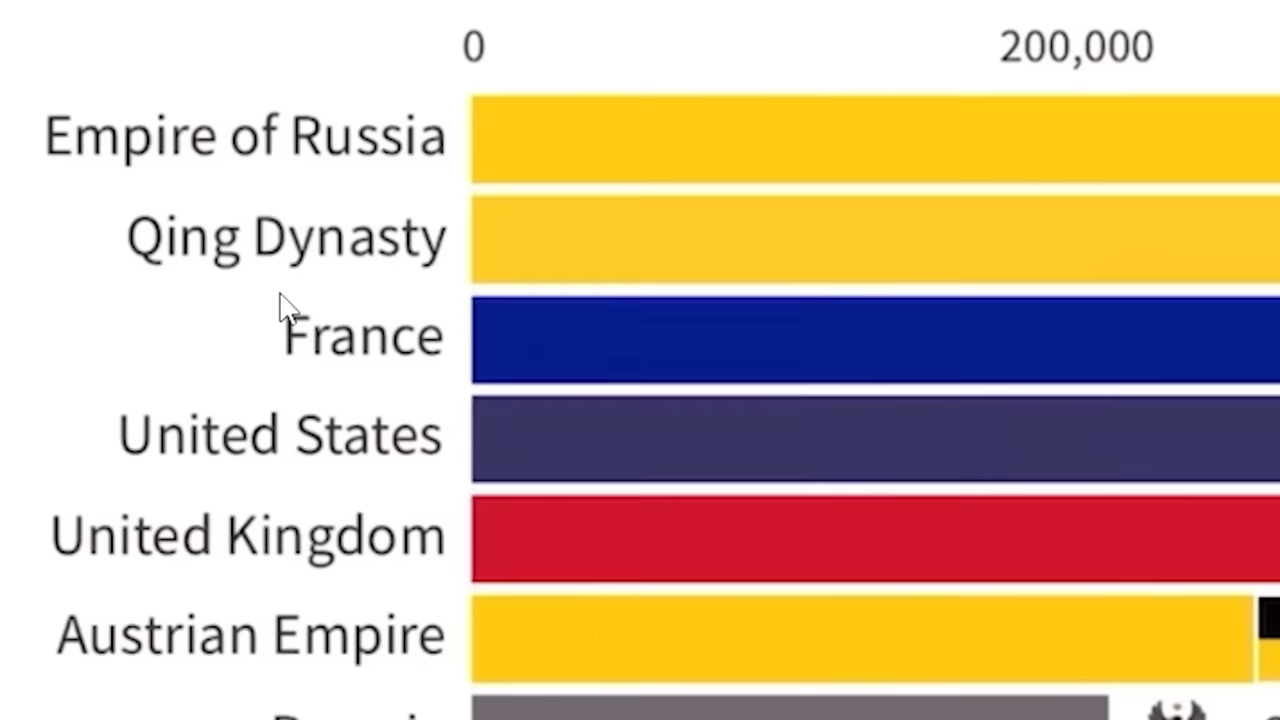 0 200,000
Empire of Russia
Qing Dynasty
France
United States
United Kingdom
Austrian Empire